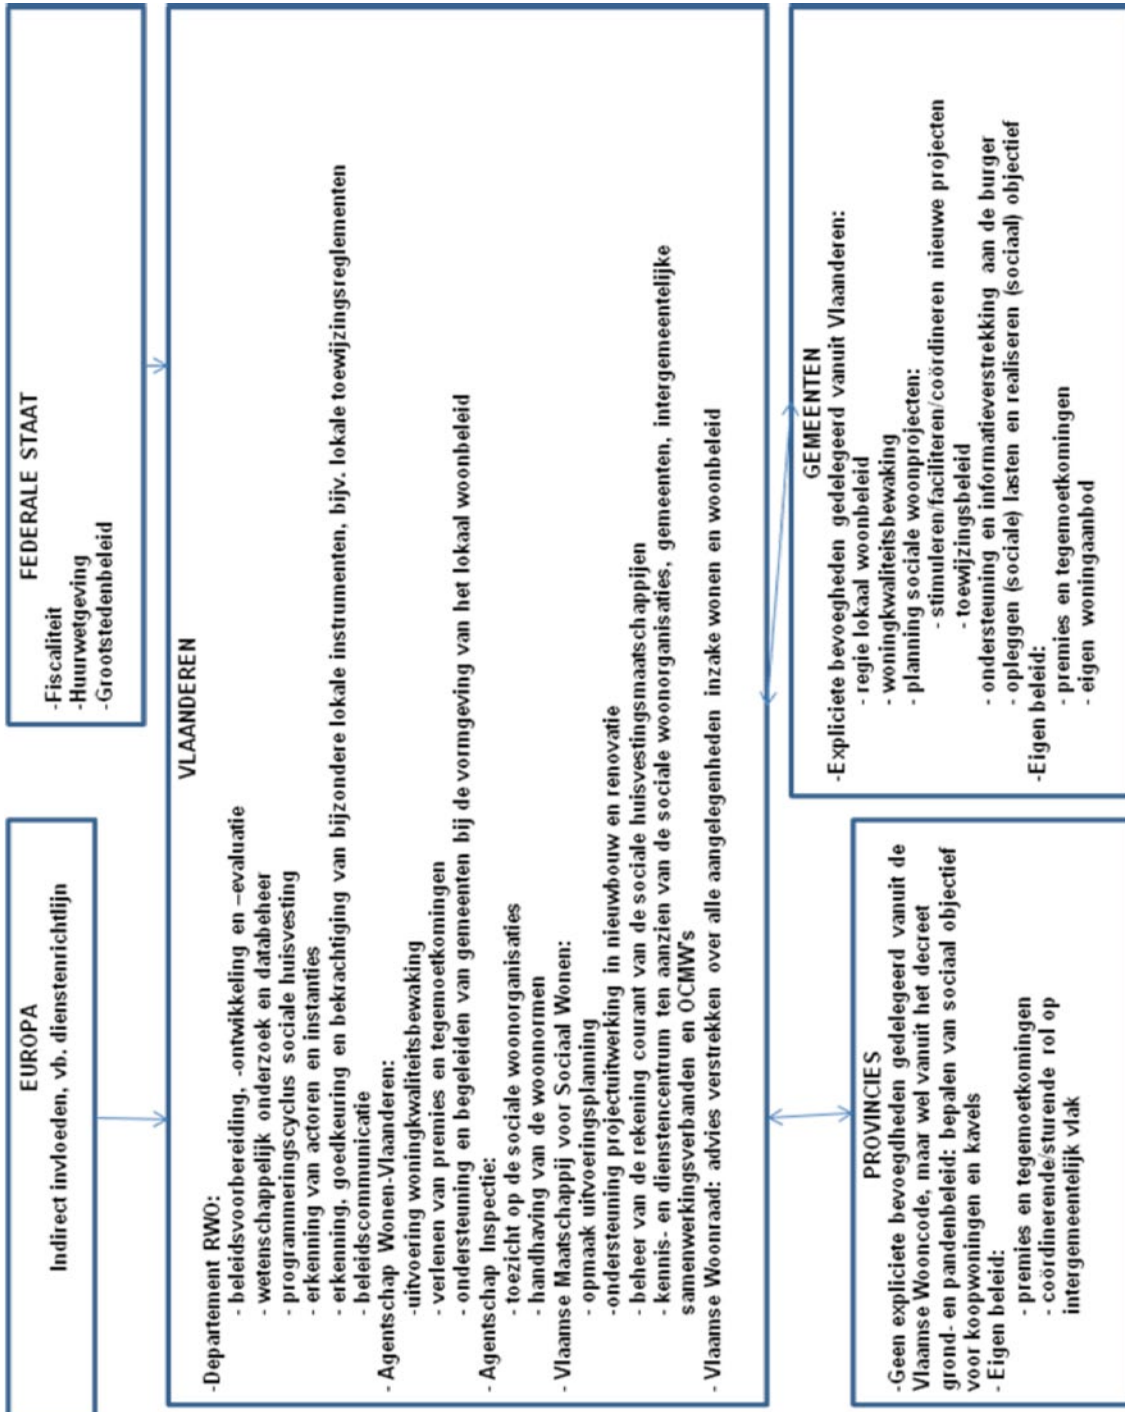 EUROPA
Indirect invloeden, vb. dienstenrichtlijn
FEDERALE STAAT
-Fiscaliteit
-Huurwetgeving
-Grootstedenbeleid
VLAANDEREN
-Departement RWO:
- beleidsvoorbereiding, -ontwikkeling en –evaluatie
- wetenschappelijk onderzoek en databeheer
- programmeringscyclus sociale huisvesting
- erkenning van actoren en instanties
- erkenning, goedkeuring en bekrachtiging van bijzondere lokale instrumenten, bijv. lokale toewijzingsreglementen
- beleidscommunicatie
- Agentschap Wonen-Vlaanderen:
-uitvoering woningkwaliteitsbewaking
- verlenen van premies en tegemoetkomingen
- ondersteuning en begeleiden van gemeenten bij de vormgeving van het lokaal woonbeleid
- Agentschap Inspectie:
- toezicht op de sociale woonorganisaties
- handhaving van de woonnormen
- Vlaamse Maatschappij voor Sociaal Wonen:
- opmaak uitvoeringsplanning
-ondersteuning projectuitwerking in nieuwbouw en renovatie
- beheer van de rekening courant van de sociale huisvestingsmaatschappijen
- kennis- en dienstencentrum ten aanzien van de sociale woonorganisaties, gemeenten, intergemeentelijke
samenwerkingsverbanden en OCMW's
- Vlaamse Woonraad: advies verstrekken over alle aangelegenheden inzake wonen en woonbeleid
PROVINCIES
-Geen expliciete bevoegdheden gedelegeerd vanuit de
Vlaamse Wooncode, maar wel vanuit het decreet
grond- en pandenbeleid: bepalen van sociaal objectief
voor koopwoningen en kavels
- Eigen beleid:
- premies en tegemoetkomingen
- coördinerende/sturende rol op
intergemeentelijk vlak
GEMEENTEN
-Expliciete bevoegheden gedelegeerd vanuit Vlaanderen:
- regie lokaal woonbeleid
- woningkwaliteitsbewaking
- planning sociale woonprojecten:
- stimuleren/faciliteren/coördineren nieuwe projecten
- toewijzingsbeleid
- ondersteuning en informatieverstrekking aan de burger
- opleggen (sociale) lasten en realiseren (sociaal) objectief
-Eigen beleid:
- premies en tegemoetkomingen
- eigen woningaanbod